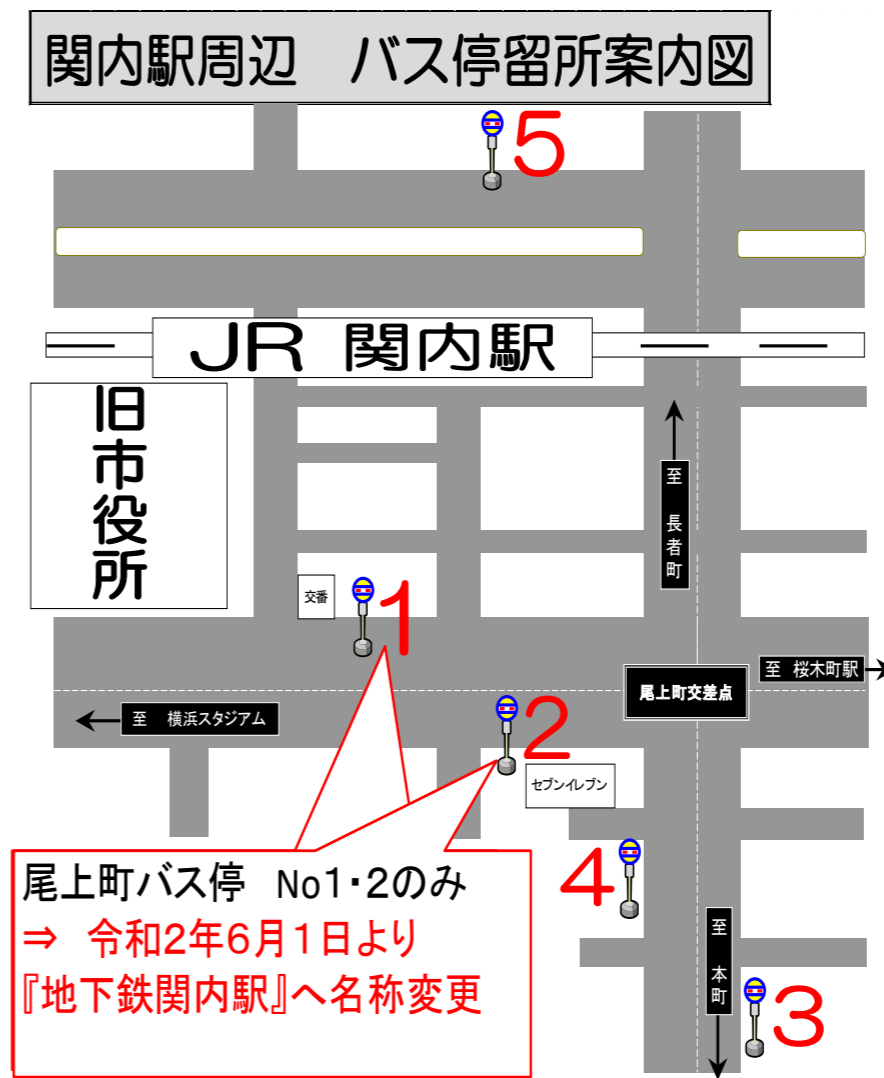 関内駅周辺　バス停留所案内図
5
JR 関内駅
旧市役所
至　長者町
交番
1
至　桜木町駅
尾上町交差点
至　横浜スタジアム
2
セブンイレブン
4
尾上町バス停　No1・2のみ
⇒　令和2年6月1日より
『地下鉄関内駅』へ名称変更
至　本町
3